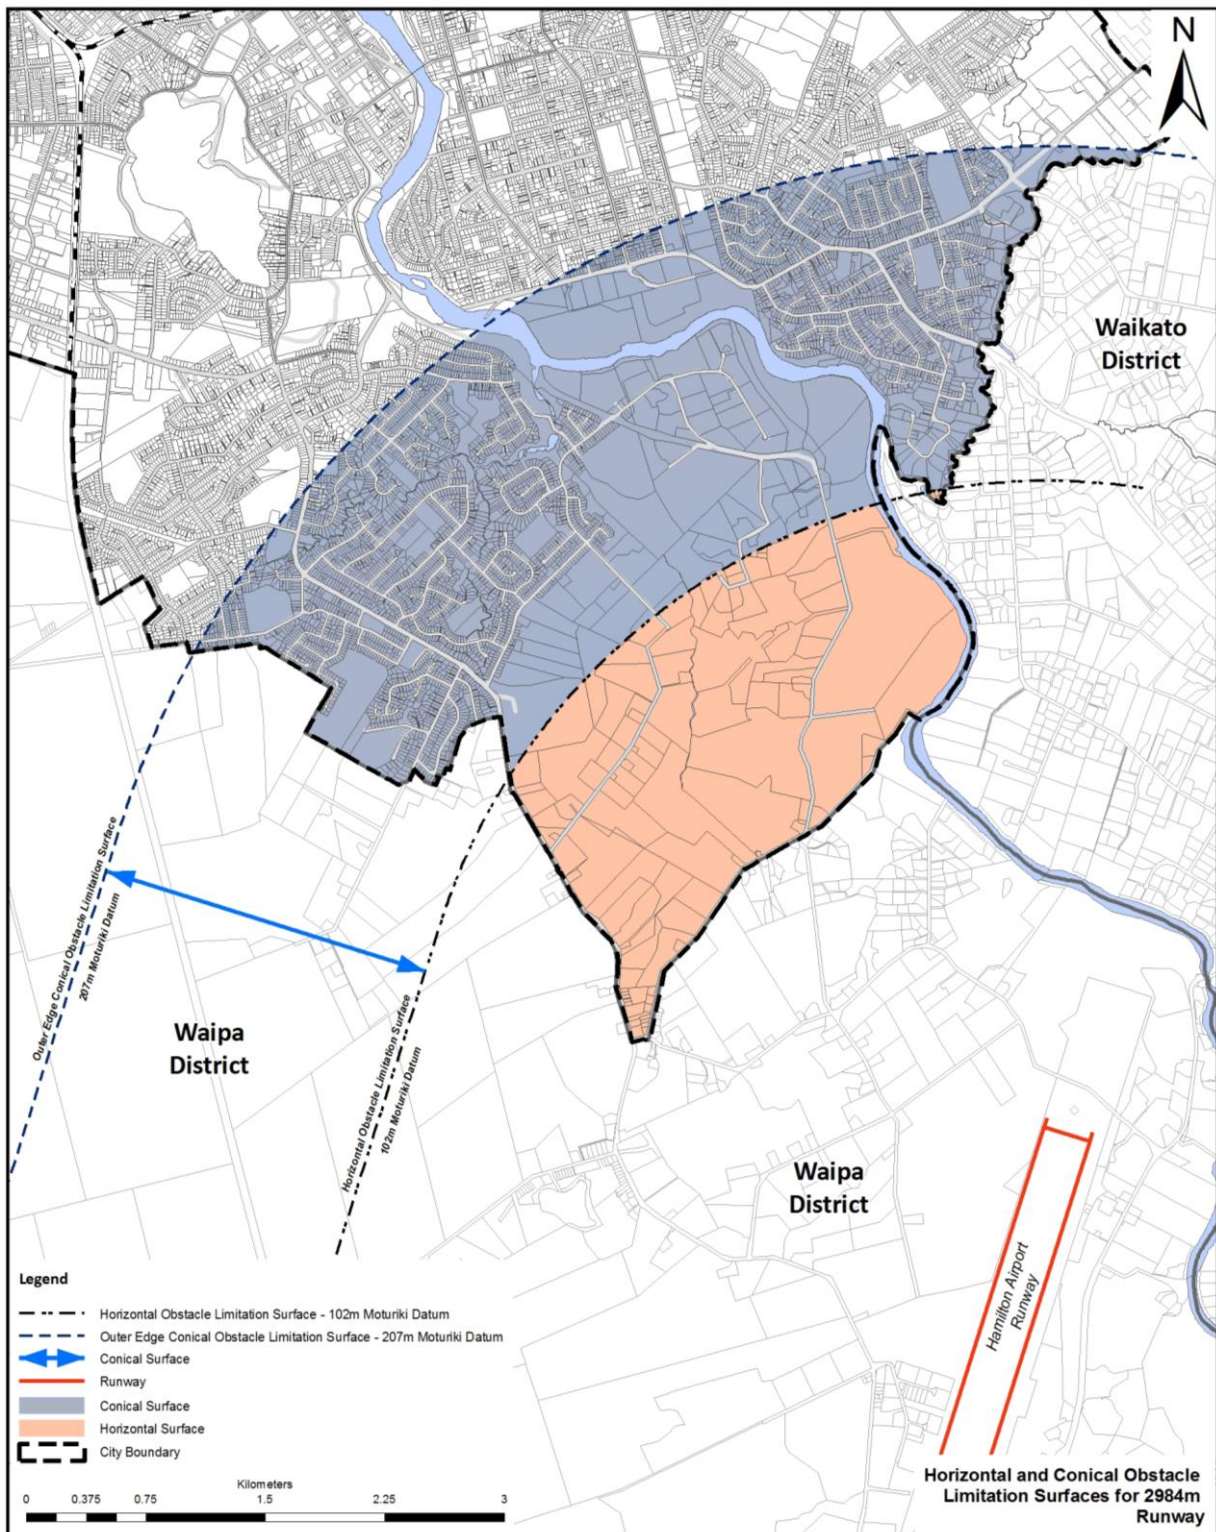 N
Waikato
District
Outer Edge Conical Obstacle Limitation Surface
207m Moturiki Datum
Horizontal Obstacle Limitation Surface
102m Moturiki Datum
Waipa
District
Waipa
District
Hamilton Airport
Runway
Legend
Horizontal Obstacle Limitation Surface - 102m Moturiki Datum
Outer Edge Conical Obstacle Limitation Surface - 207m Moturiki Datum
Conical Surface
Runway
Conical Surface
Horizontal Surface
City Boundary
Kilometers
0 0.375 0.75 1.5 2.25 3
Horizontal and Conical Obstacle
Limitation Surfaces for 2984m
Runway